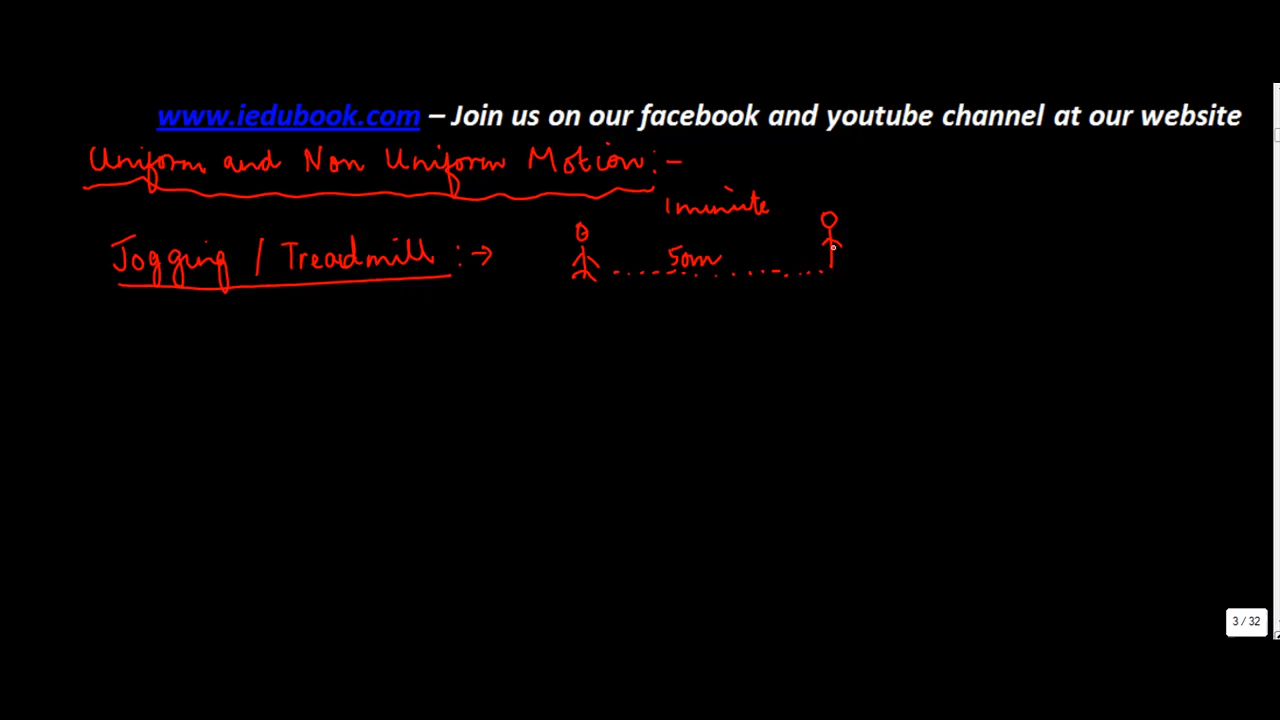 www.iedubook.com – Join us on our facebook and youtube channel at our website
Uniform and Non Uniform Motion:-
1 minute
Jogging / Treadmill :→ 50m
3 / 32